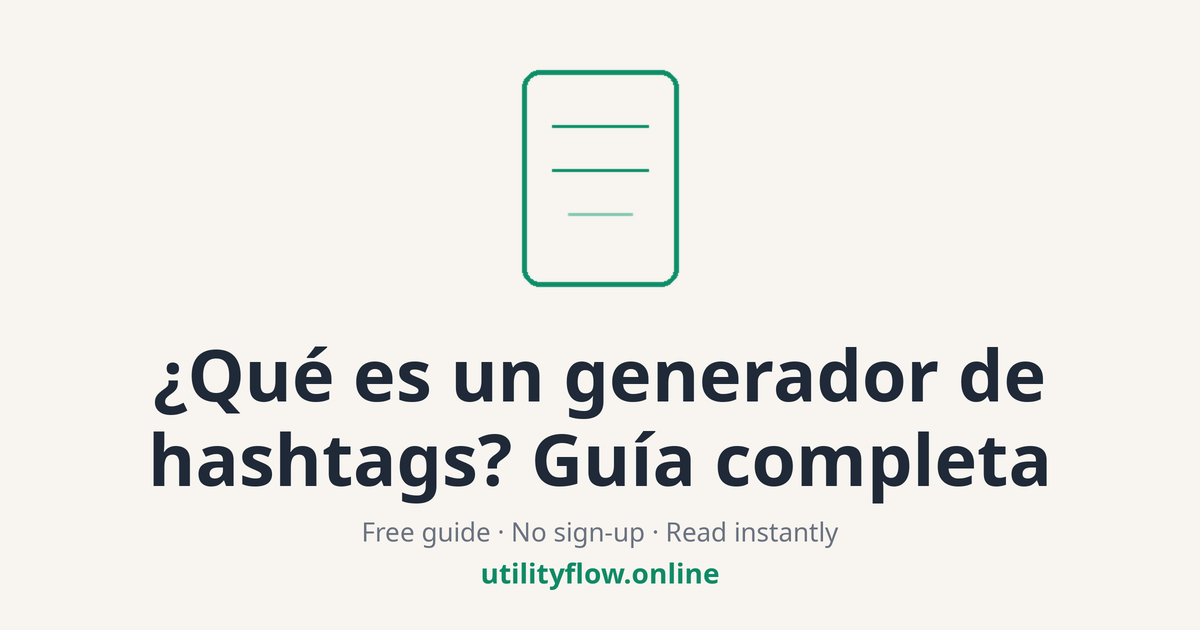 ¿Qué es un generador de
hashtags? Guía completa
Free guide · No sign-up · Read instantly
utilityflow.online